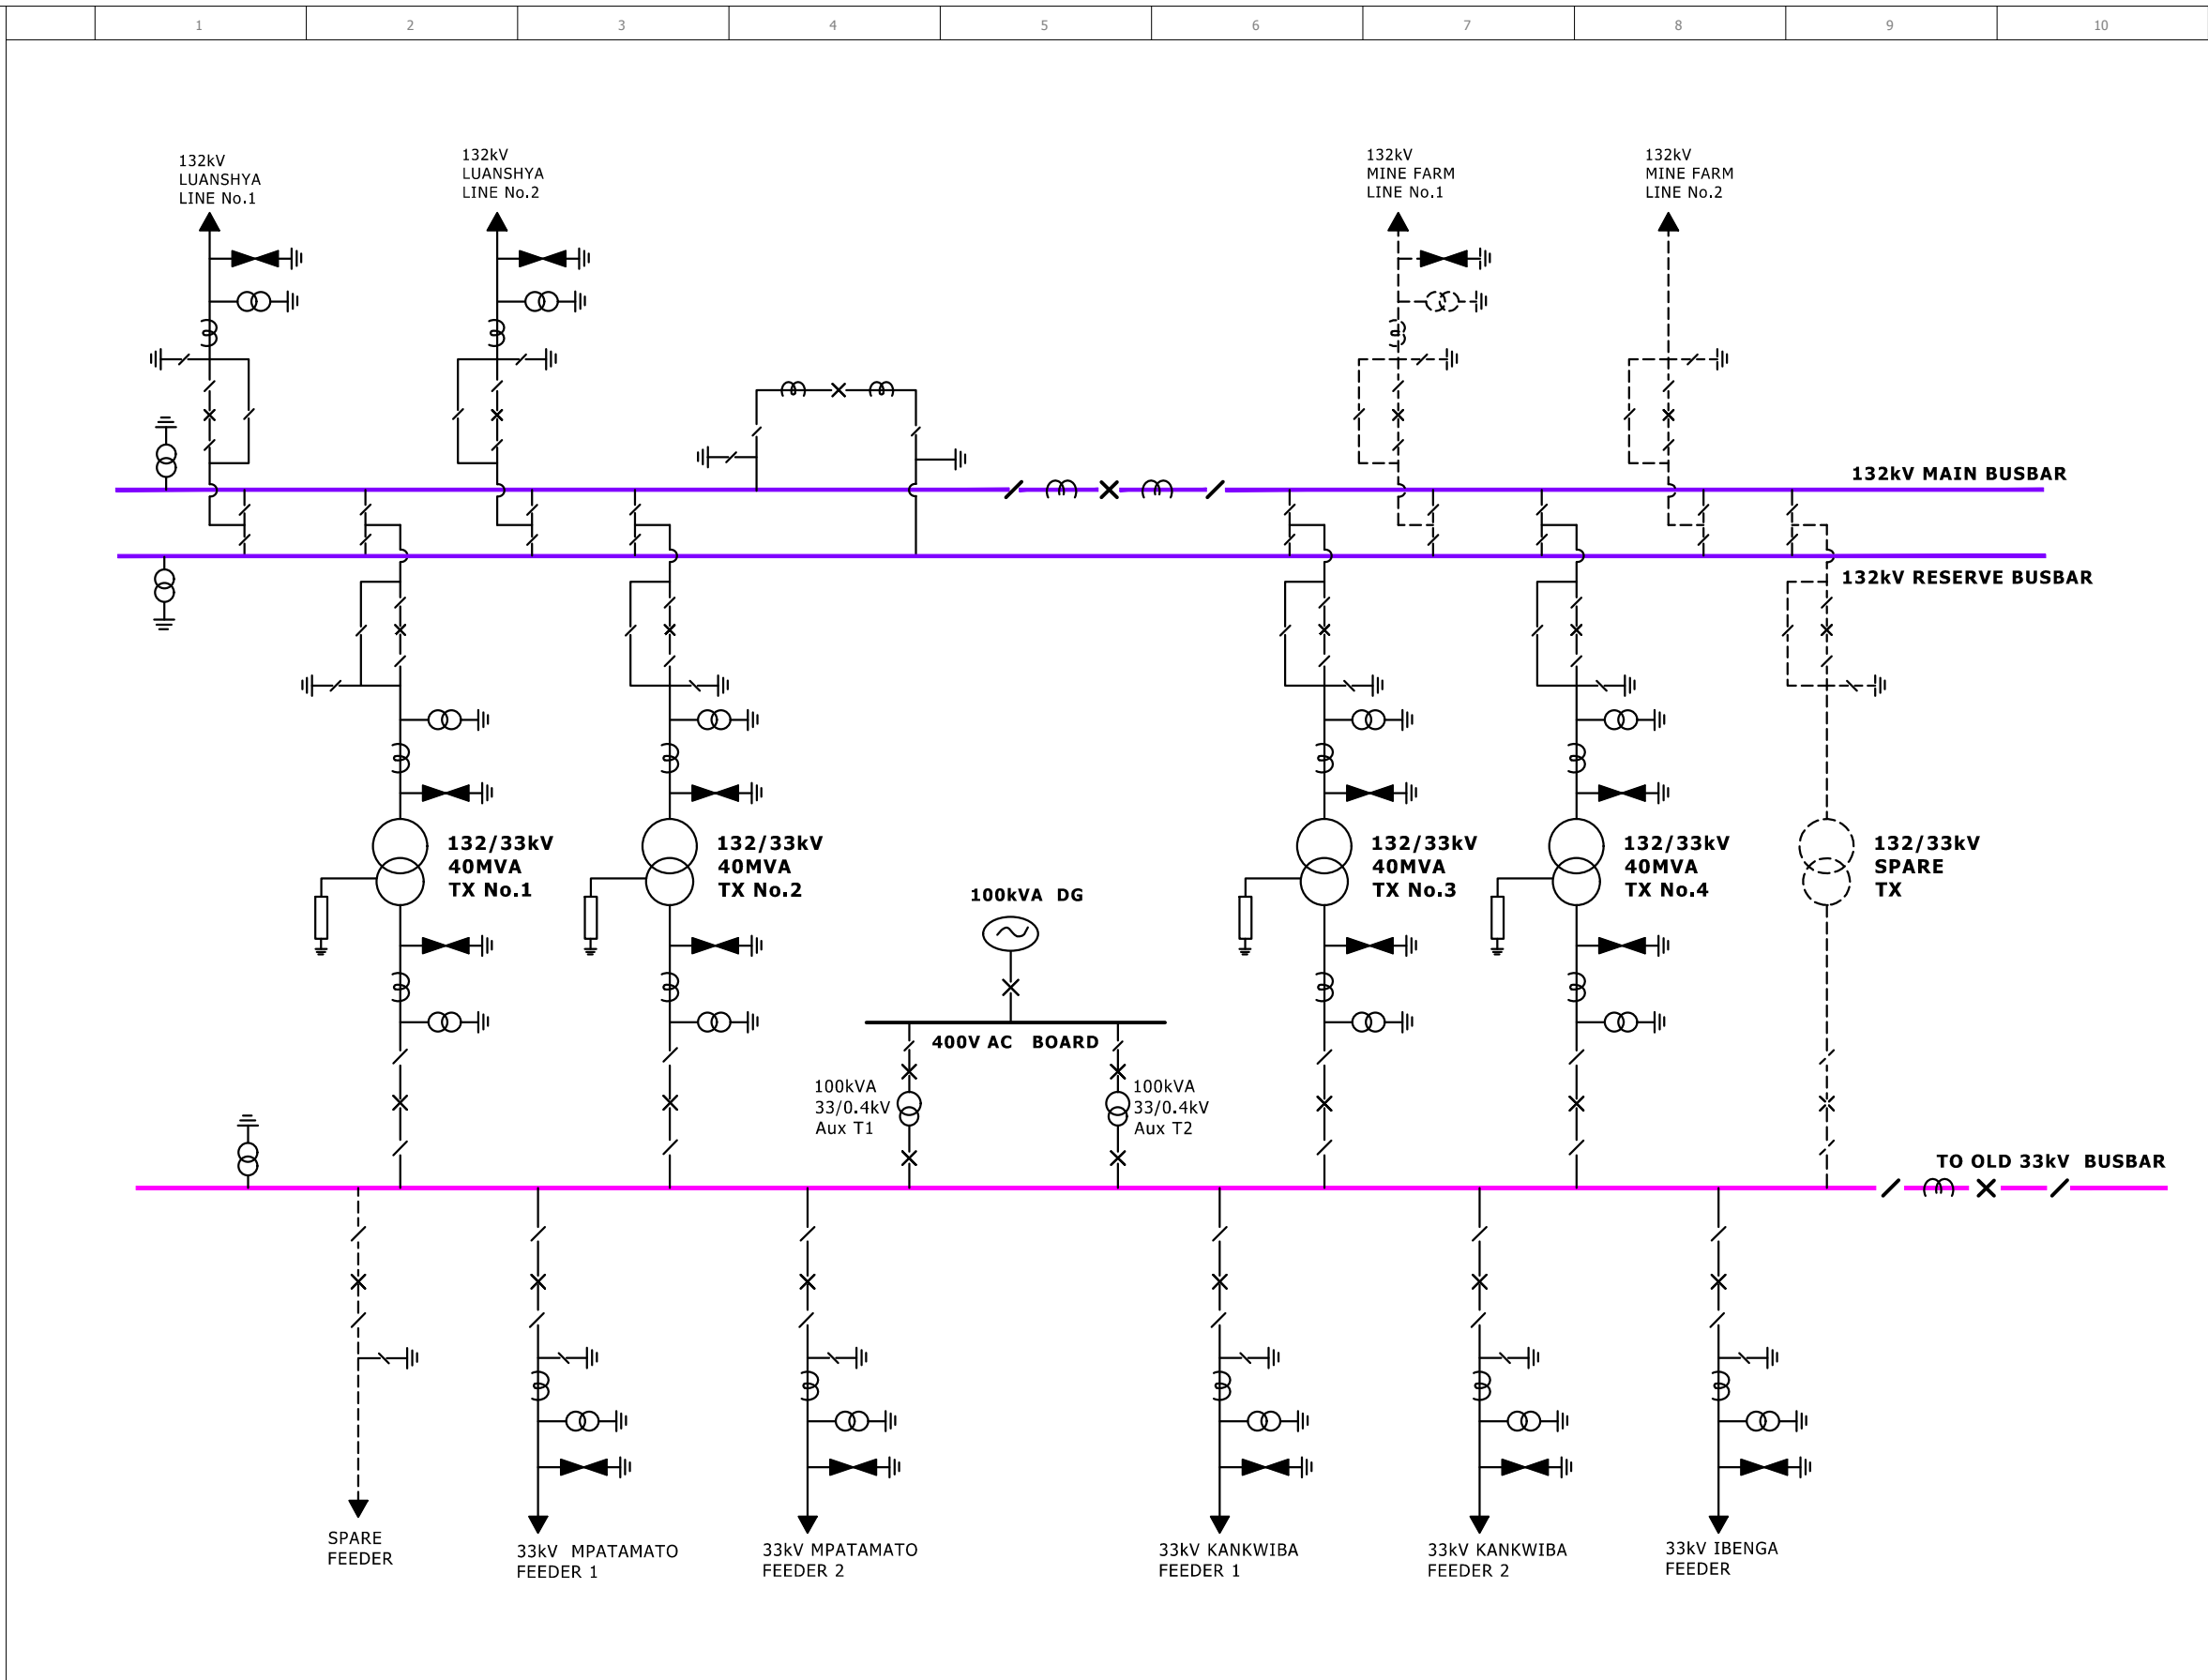 1 2 3 4 5 6 7 8 9 10
132kV
LUANSHYA
LINE No.1
132kV
LUANSHYA
LINE No.2
132kV
MINE FARM
LINE No.1
132kV
MINE FARM
LINE No.2
132kV MAIN BUSBAR
132kV RESERVE BUSBAR
132/33kV
40MVA
TX No.1
132/33kV
40MVA
TX No.2
132/33kV
40MVA
TX No.3
132/33kV
40MVA
TX No.4
132/33kV
SPARE
TX
100kVA DG
400V AC BOARD
100kVA
33/0.4kV
Aux T1
100kVA
33/0.4kV
Aux T2
TO OLD 33kV BUSBAR
SPARE
FEEDER
33kV MPATAMATO
FEEDER 1
33kV MPATAMATO
FEEDER 2
33kV KANKWIBA
FEEDER 1
33kV KANKWIBA
FEEDER 2
33kV IBENGA
FEEDER